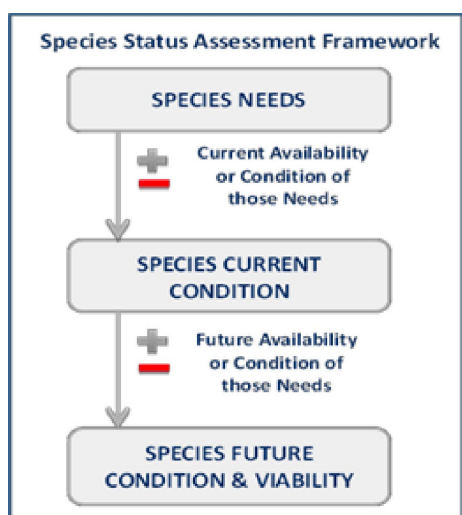 Species Status Assessment Framework
SPECIES NEEDS
Current Availability
or Condition of
those Needs
SPECIES CURRENT
CONDITION
Future Availability
or Condition of
those Needs
SPECIES FUTURE
CONDITION & VIABILITY